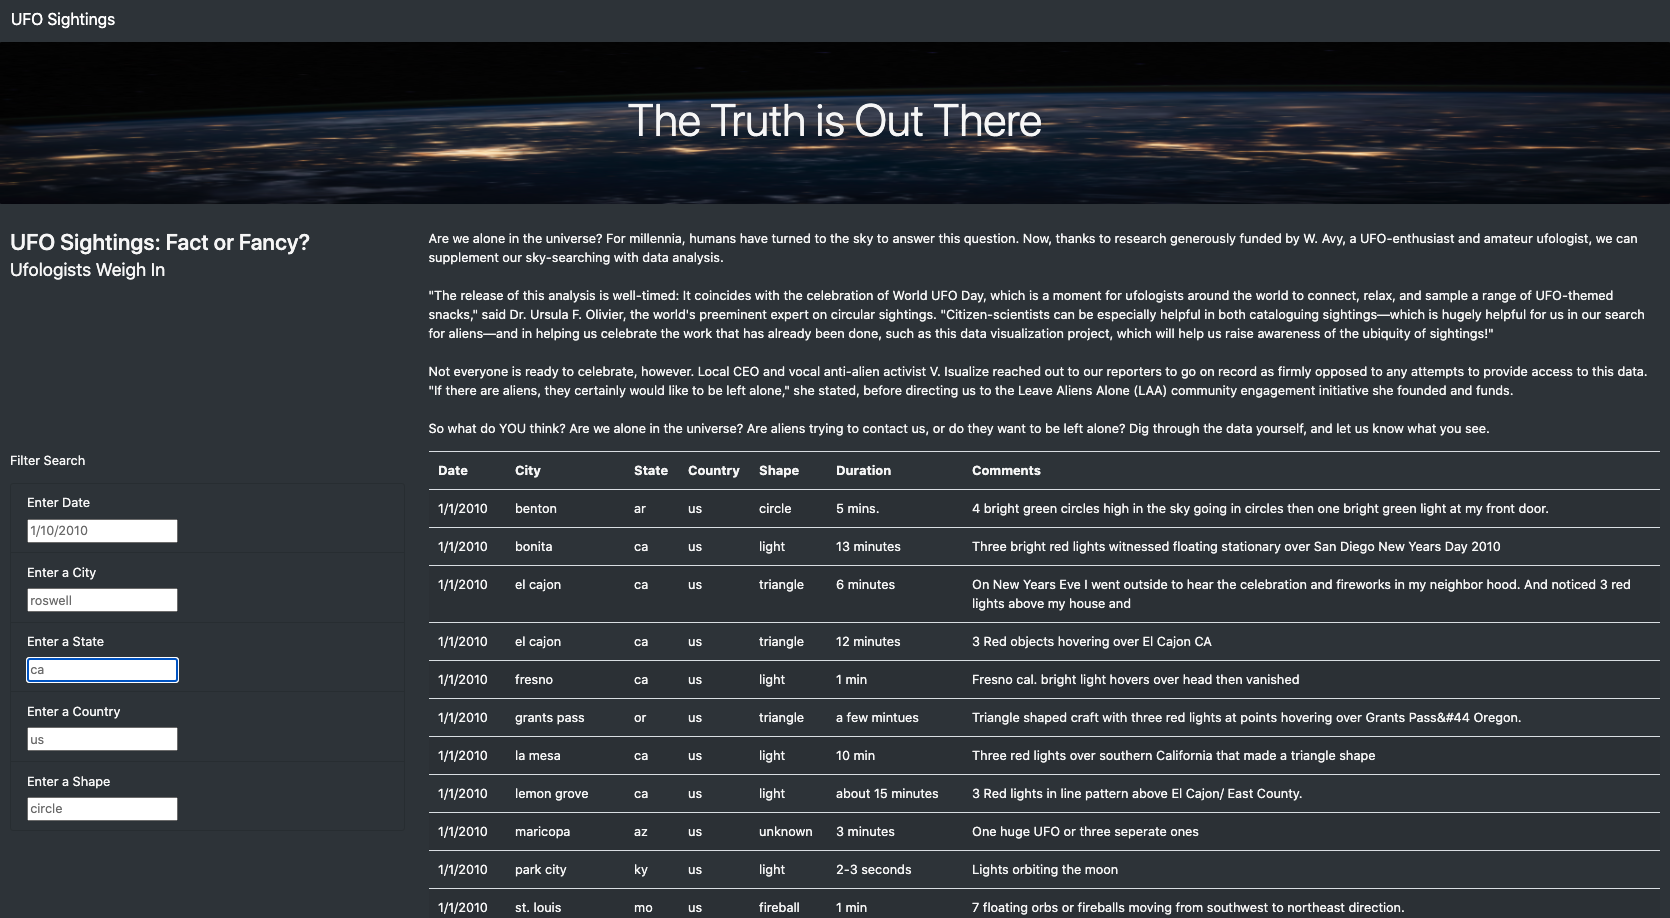 UFO Sightings
The Truth is Out There
UFO Sightings: Fact or Fancy?
Ufologists Weigh In
Are we alone in the universe? For millennia, humans have turned to the sky to answer this question. Now, thanks to research generously funded by W. Avy, a UFO-enthusiast and amateur ufologist, we can
supplement our sky-searching with data analysis.
"The release of this analysis is well-timed: It coincides with the celebration of World UFO Day, which is a moment for ufologists around the world to connect, relax, and sample a range of UFO-themed
snacks," said Dr. Ursula F. Olivier, the world's preeminent expert on circular sightings. "Citizen-scientists can be especially helpful in both cataloguing sightings—which is hugely helpful for us in our search
for aliens—and in helping us celebrate the work that has already been done, such as this data visualization project, which will help us raise awareness of the ubiquity of sightings!"
Not everyone is ready to celebrate, however. Local CEO and vocal anti-alien activist V. Isualize reached out to our reporters to go on record as firmly opposed to any attempts to provide access to this data.
"If there are aliens, they certainly would like to be left alone," she stated, before directing us to the Leave Aliens Alone (LAA) community engagement initiative she founded and funds.
So what do YOU think? Are we alone in the universe? Are aliens trying to contact us, or do they want to be left alone? Dig through the data yourself, and let us know what you see.
Filter Search
Enter Date
1/10/2010
Enter a City
roswell
Enter a State
ca
Enter a Country
us
Enter a Shape
circle
Date City State Country Shape Duration Comments
1/1/2010 benton ar us circle 5 mins. 4 bright green circles high in the sky going in circles then one bright green light at my front door.
1/1/2010 bonita ca us light 13 minutes Three bright red lights witnessed floating stationary over San Diego New Years Day 2010
1/1/2010 el cajon ca us triangle 6 minutes On New Years Eve I went outside to hear the celebration and fireworks in my neighbor hood. And noticed 3 red
lights above my house and
1/1/2010 el cajon ca us triangle 12 minutes 3 Red objects hovering over El Cajon CA
1/1/2010 fresno ca us light 1 min Fresno cal. bright light hovers over head then vanished
1/1/2010 grants pass or us triangle a few mintues Triangle shaped craft with three red lights at points hovering over Grants Pass&#44 Oregon.
1/1/2010 la mesa ca us light 10 min Three red lights over southern California that made a triangle shape
1/1/2010 lemon grove ca us light about 15 minutes 3 Red lights in line pattern above El Cajon/ East County.
1/1/2010 maricopa az us unknown 3 minutes One huge UFO or three seperate ones
1/1/2010 park city ky us light 2-3 seconds Lights orbiting the moon
1/1/2010 st. louis mo us fireball 1 min 7 floating orbs or fireballs moving from southwest to northeast direction.